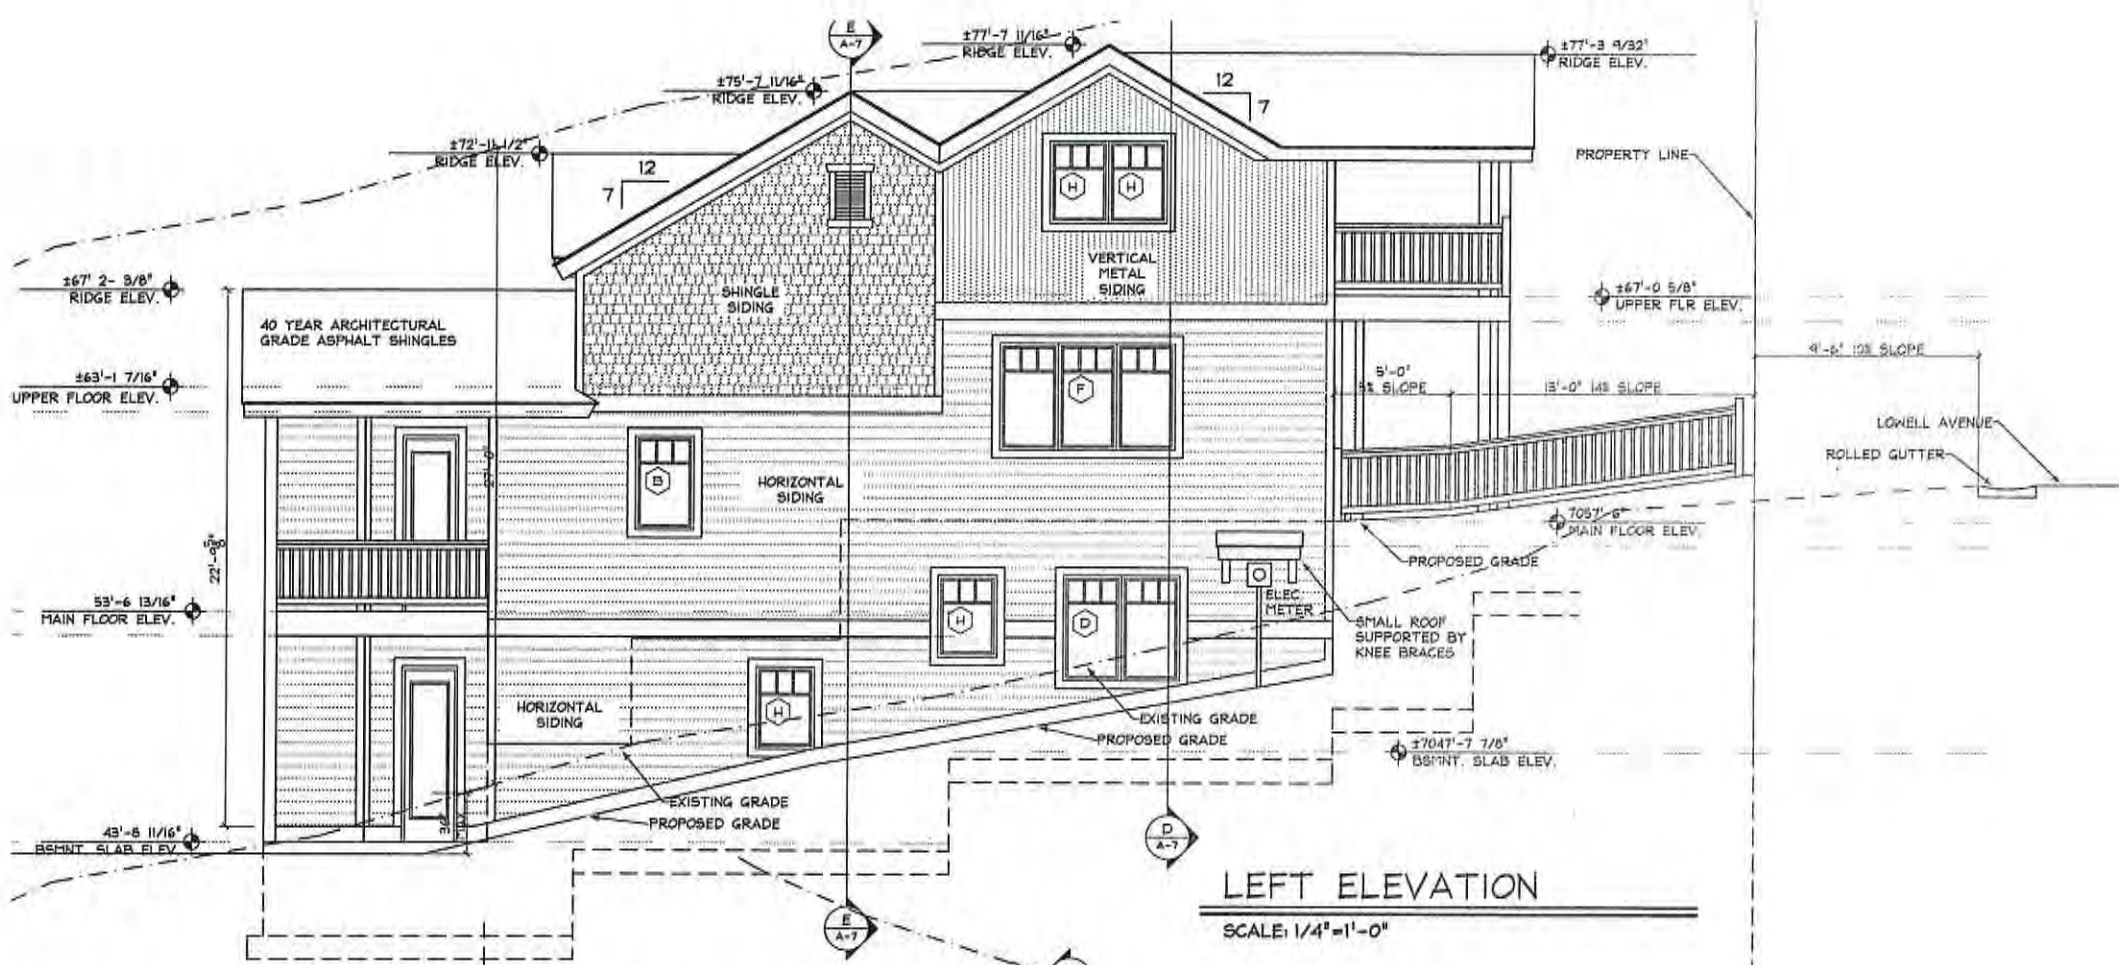 E
A-7
±77'-7 11/16"
RIDGE ELEV.
±77'-3 9/32"
RIDGE ELEV.
±75'-7 11/16"
RIDGE ELEV.
12
7
±72'-11 1/2"
RIDGE ELEV.
PROPERTY LINE
12
7
H
H
VERTICAL
METAL
SIDING
±67' 2- 3/8"
RIDGE ELEV.
SHINGLE
SIDING
±67'-0 5/8"
UPPER FLR ELEV.
40 YEAR ARCHITECTURAL
GRADE ASPHALT SHINGLES
9'-6" 10% SLOPE
±63'-1 7/16"
UPPER FLOOR ELEV.
F
5'-0"
5% SLOPE
13'-0" 14% SLOPE
LOWELL AVENUE
ROLLED GUTTER
B
HORIZONTAL
SIDING
7057'-6"
MAIN FLOOR ELEV.
PROPOSED GRADE
ELEC.
METER
53'-6 13/16"
MAIN FLOOR ELEV.
H
D
SMALL ROOF
SUPPORTED BY
KNEE BRACES
HORIZONTAL
SIDING
H
EXISTING GRADE
PROPOSED GRADE
±7047'-7 7/8"
BSMNT. SLAB ELEV.
EXISTING GRADE
PROPOSED GRADE
43'-8 11/16"
BSMNT. SLAB ELEV.
D
A-7
LEFT ELEVATION
SCALE: 1/4"=1'-0"
E
A-7